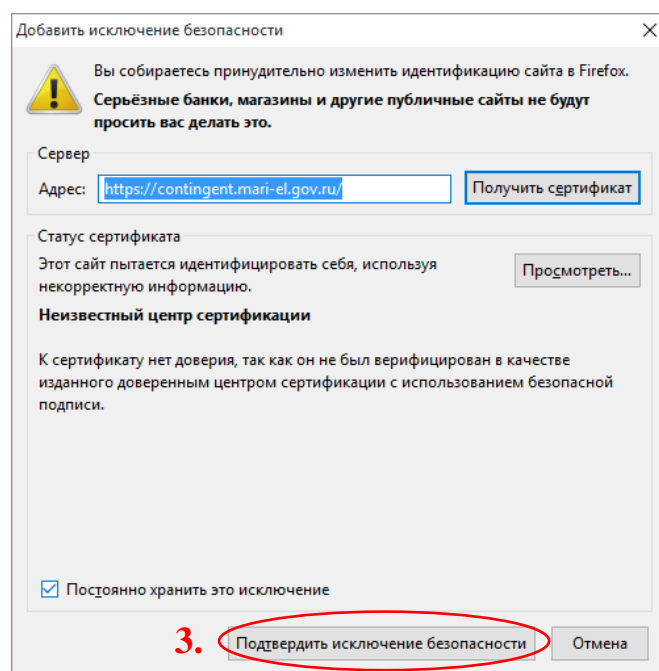 Добавить исключение безопасности
Вы собираетесь принудительно изменить идентификацию сайта в Firefox.
Серьёзные банки, магазины и другие публичные сайты не будут
просить вас делать это.
Сервер
Адрес: https://contingent.mari-el.gov.ru/ Получить сертификат
Статус сертификата
Этот сайт пытается идентифицировать себя, используя
некорректную информацию.
Просмотреть...
Неизвестный центр сертификации
К сертификату нет доверия, так как он не был верифицирован в качестве
изданного доверенным центром сертификации с использованием безопасной
подписи.
Постоянно хранить это исключение
3. Подтвердить исключение безопасности Отмена